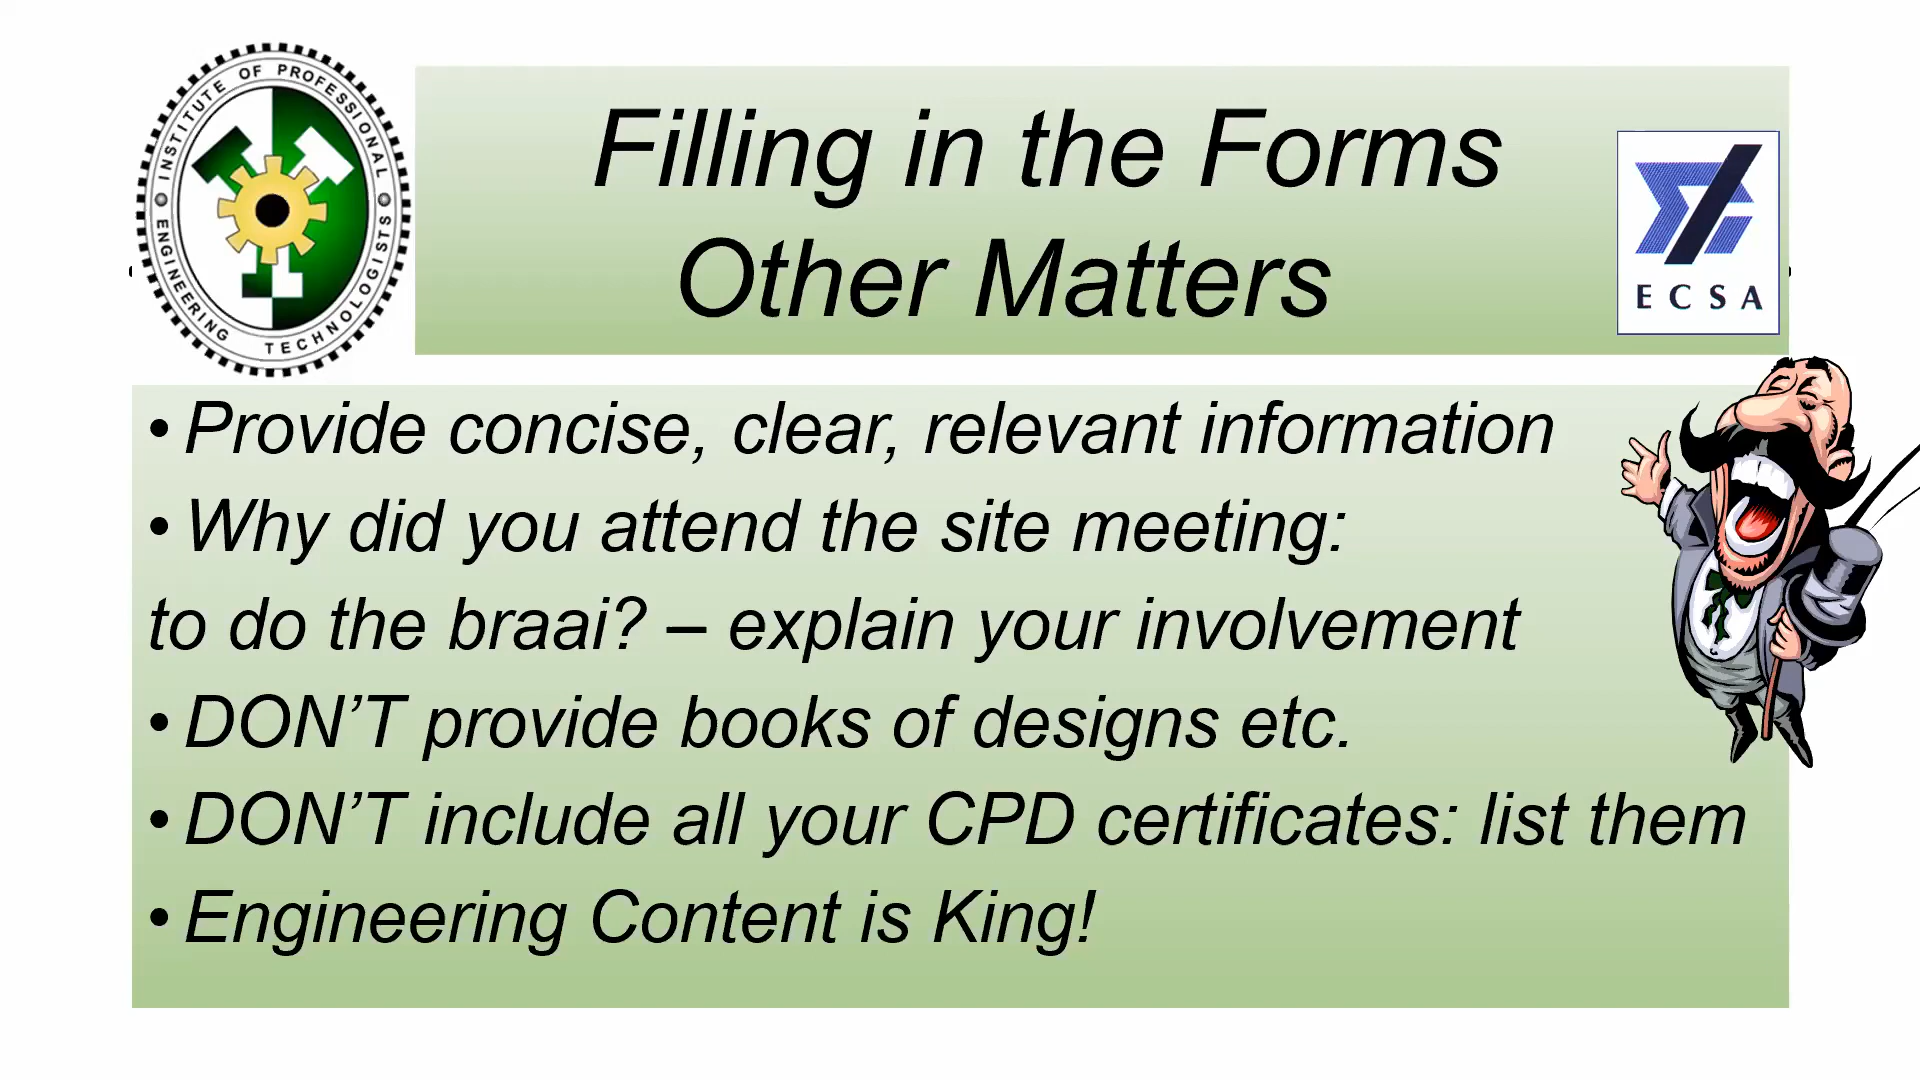 INSTITUTE OF PROFESSIONAL
ENGINEERING TECHNOLOGISTS
Filling in the Forms
Other Matters
ECSA
• Provide concise, clear, relevant information
• Why did you attend the site meeting:
to do the braai? – explain your involvement
• DON’T provide books of designs etc.
• DON’T include all your CPD certificates: list them
• Engineering Content is King!